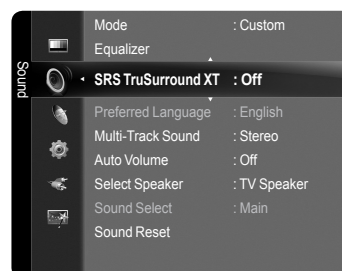 Sound
Mode : Custom
Equalizer
SRS TruSurround XT : Off
Preferred Language : English
Multi-Track Sound : Stereo
Auto Volume : Off
Select Speaker : TV Speaker
Sound Select : Main
Sound Reset